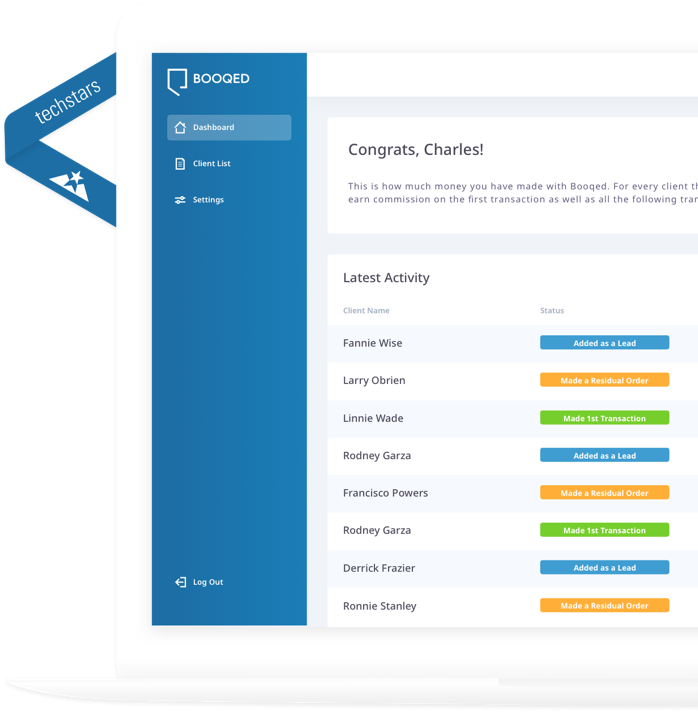 techstars
BOOQED
Dashboard
Client List
Settings
Log Out
Congrats, Charles!
This is how much money you have made with Booqed. For every client
earn commission on the first transaction as well as all the following
Latest Activity
Client Name Status
Fannie Wise Added as a Lead
Larry Obrien Made a Residual Order
Linnie Wade Made 1st Transaction
Rodney Garza Added as a Lead
Francisco Powers Made a Residual Order
Rodney Garza Made 1st Transaction
Derrick Frazier Added as a Lead
Ronnie Stanley Made a Residual Order